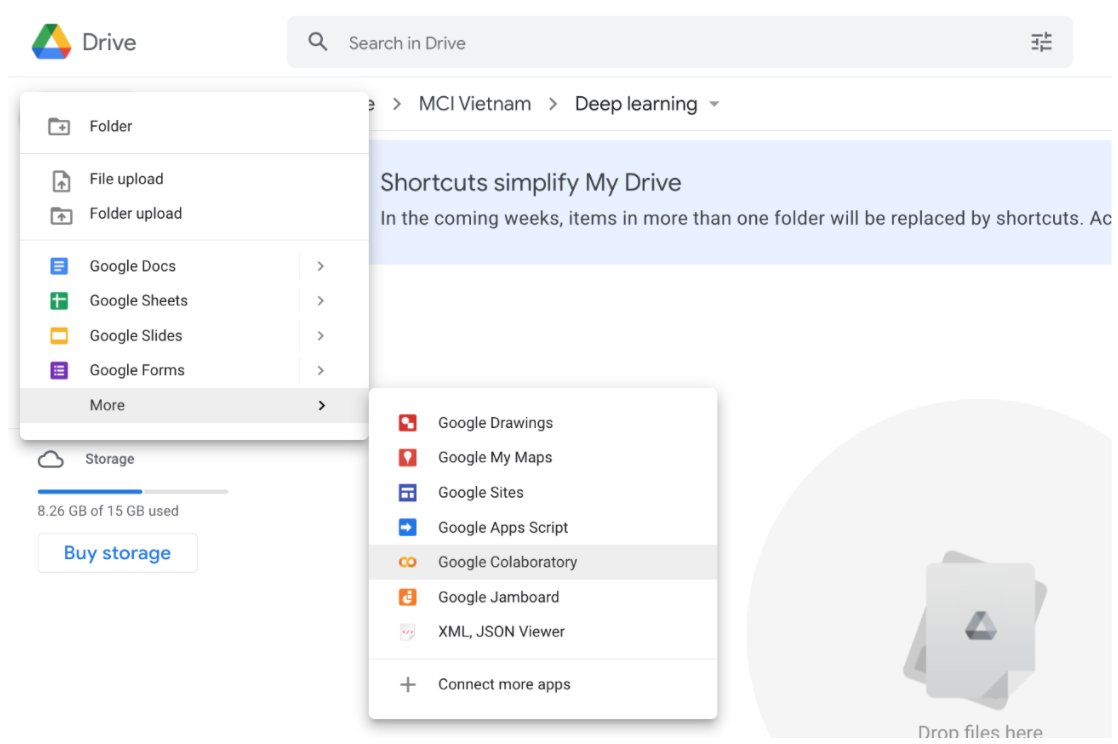 Drive
Search in Drive
e > MCI Vietnam > Deep learning
Folder
File upload
Folder upload
Google Docs
Google Sheets
Google Slides
Google Forms
More
Shortcuts simplify My Drive
In the coming weeks, items in more than one folder will be replaced by shortcuts. Ac
Google Drawings
Google My Maps
Google Sites
Google Apps Script
Google Colaboratory
Google Jamboard
XML, JSON Viewer
Connect more apps
Storage
8.26 GB of 15 GB used
Buy storage
Drop files here